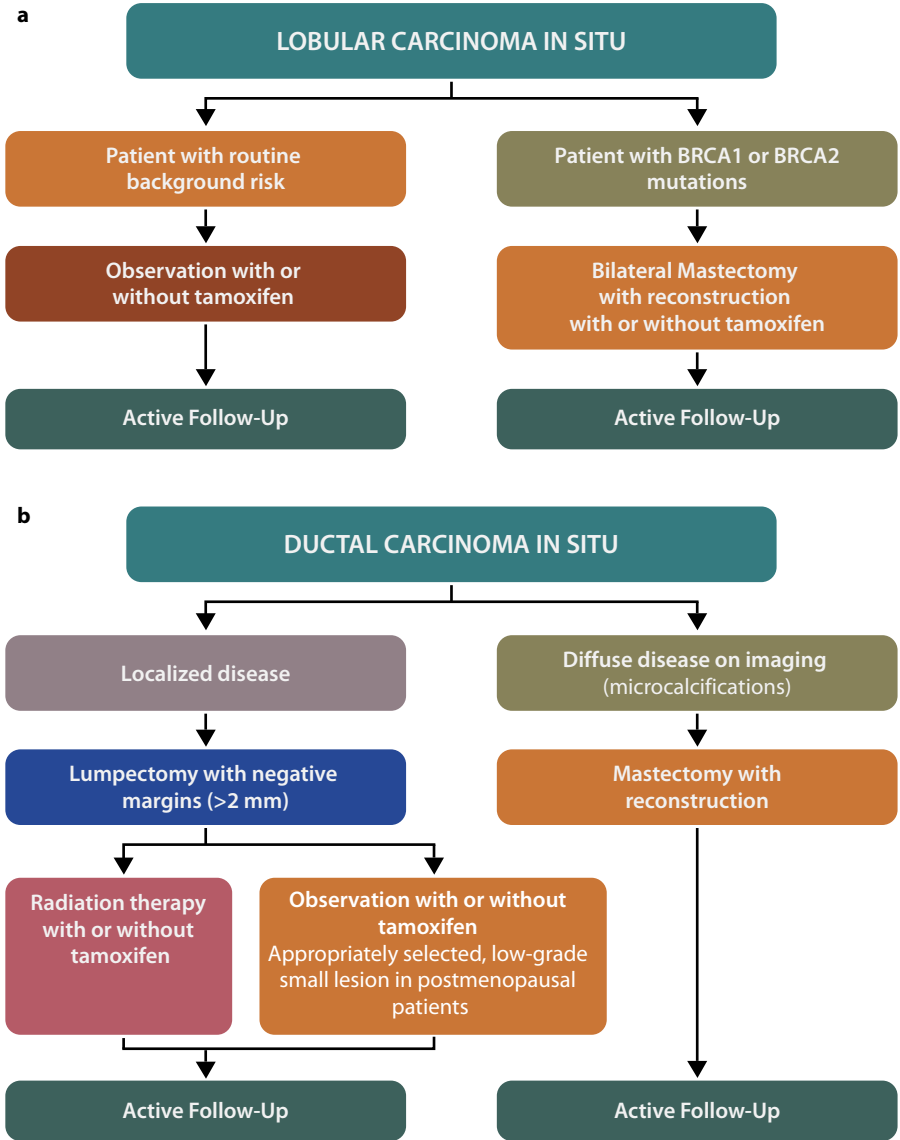 a
LOBULAR CARCINOMA IN SITU
Patient with routine
background risk
Patient with BRCA1 or BRCA2
mutations
Observation with or
without tamoxifen
Bilateral Mastectomy
with reconstruction
with or without tamoxifen
Active Follow-Up
Active Follow-Up
b
DUCTAL CARCINOMA IN SITU
Localized disease
Diffuse disease on imaging
(microcalcifications)
Lumpectomy with negative
margins (>2 mm)
Mastectomy with
reconstruction
Radiation therapy
with or without
tamoxifen
Observation with or without
tamoxifen
Appropriately selected, low-grade
small lesion in postmenopausal
patients
Active Follow-Up
Active Follow-Up